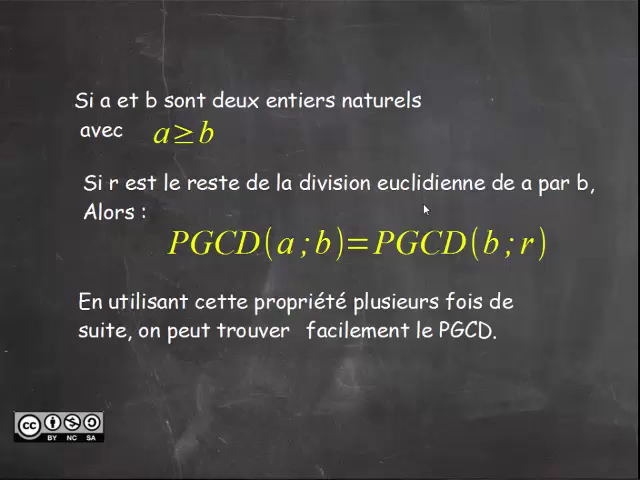 Si a et b sont deux entiers naturels
avec a≥b
Si r est le reste de la division euclidienne de a par b,
Alors :
PGCD(a;b)=PGCD(b;r)
En utilisant cette propriété plusieurs fois de
suite, on peut trouver facilement le PGCD.
cc
BY NC SA